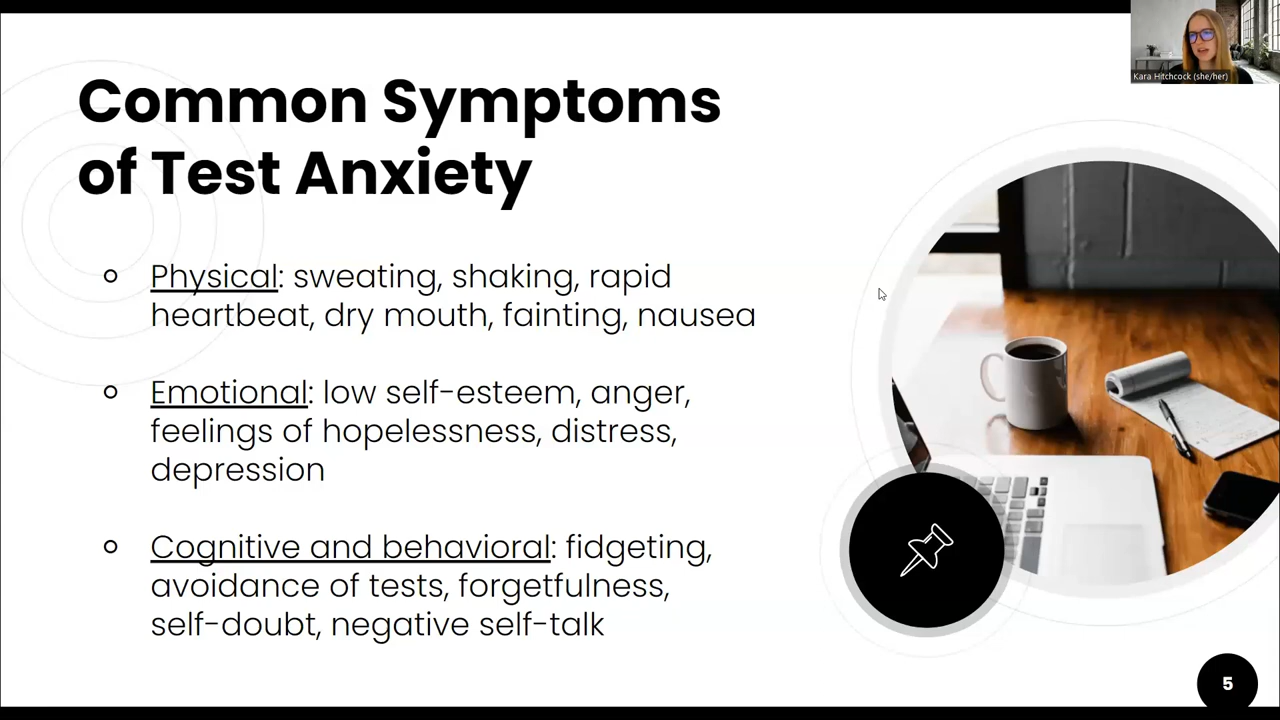 Kara Hitchcock (she/her)
Common Symptoms
of Test Anxiety
Physical: sweating, shaking, rapid
heartbeat, dry mouth, fainting, nausea
Emotional: low self-esteem, anger,
feelings of hopelessness, distress,
depression
Cognitive and behavioral: fidgeting,
avoidance of tests, forgetfulness,
self-doubt, negative self-talk
5